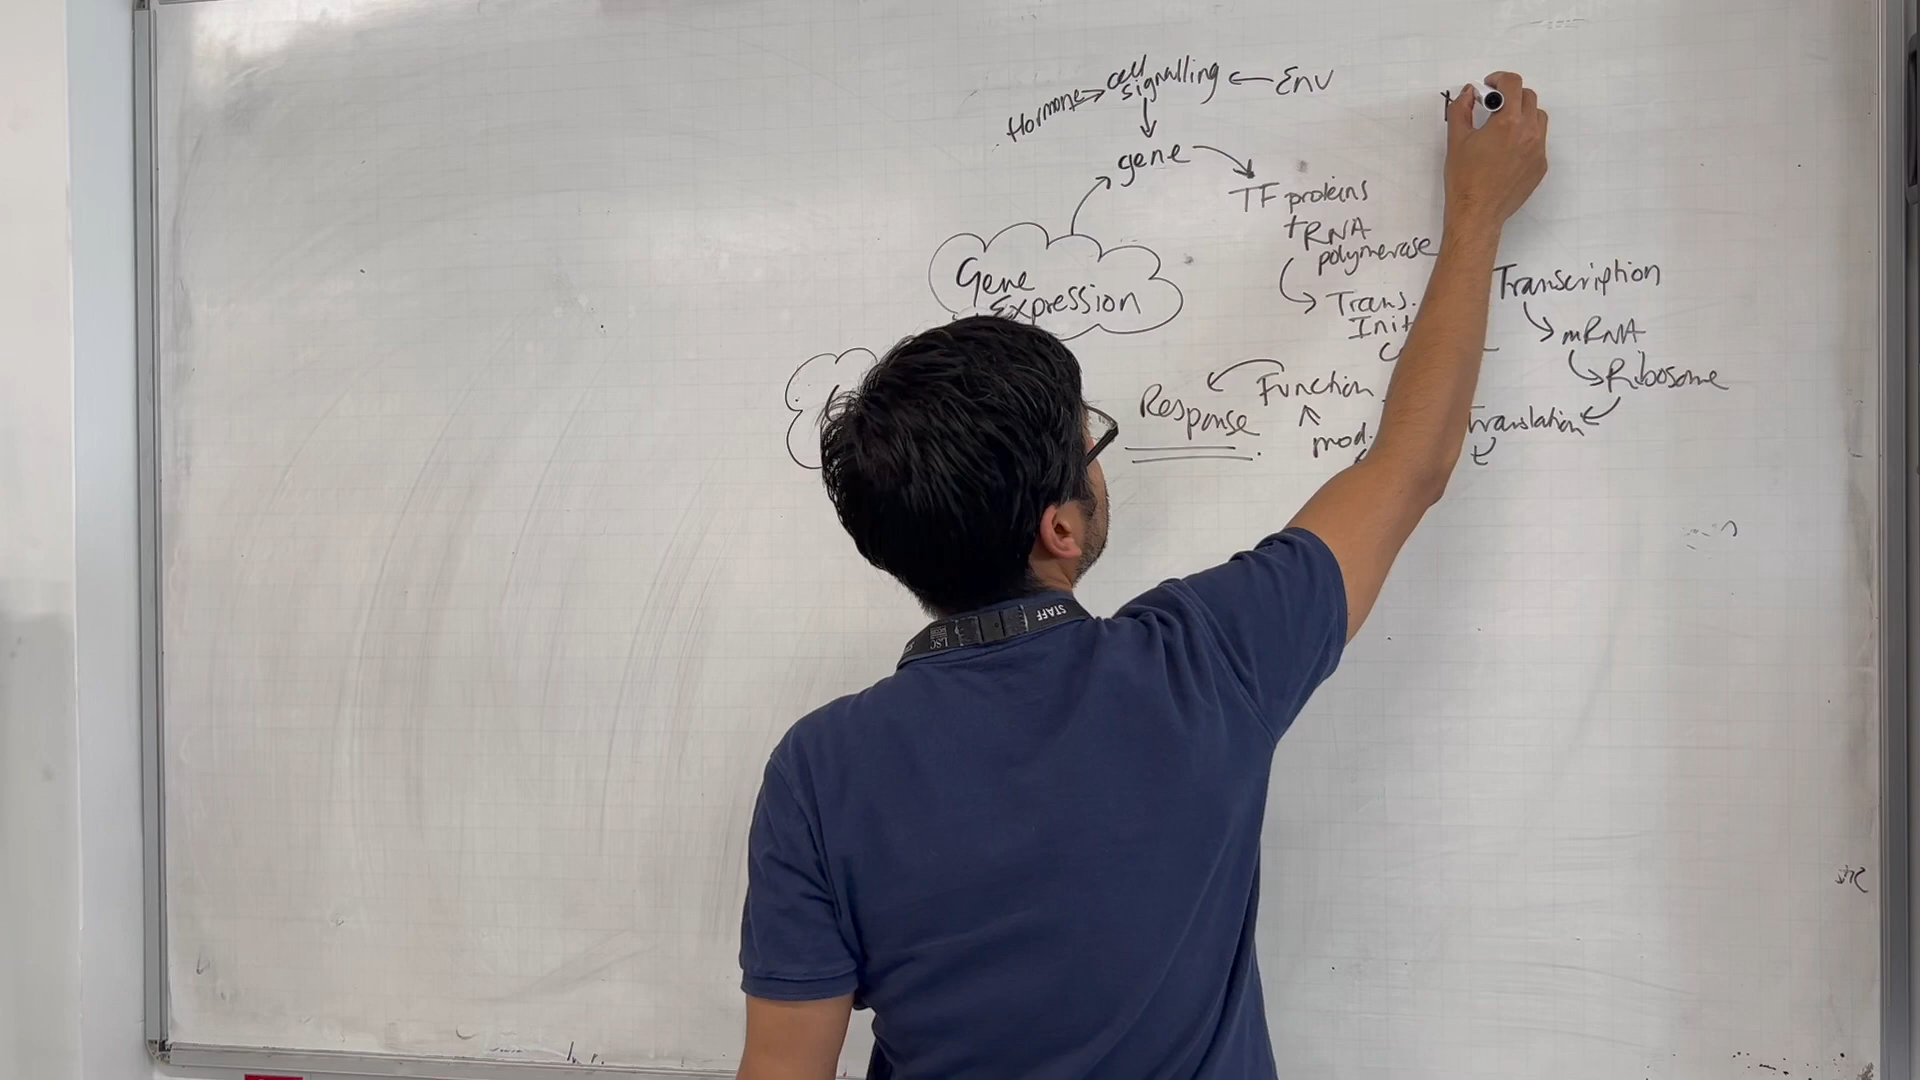 cell
signalling
Env
Hormone
gene
TF proteins
+ RNA
polymerase
Gene
Expression
Trans.
Init
Transcription
mRNA
Ribosome
Translation
mod.
Function
Response
STAFF
LSC